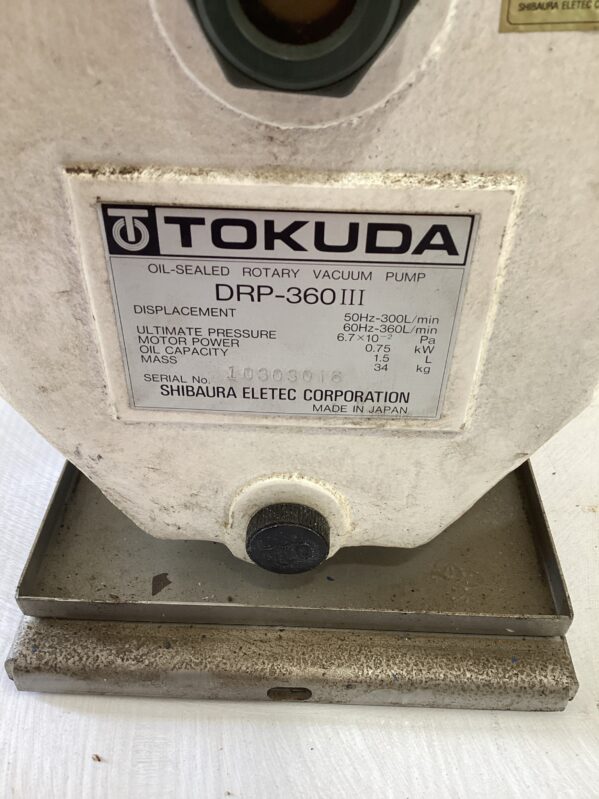 SHIBAURA ELETEC
TOKUDA
OIL-SEALED ROTARY VACUUM PUMP
DRP-360III
DISPLACEMENT 50Hz-300L/min
60Hz-360L/min
ULTIMATE PRESSURE 6.7×10⁻² Pa
MOTOR POWER 0.75 kW
OIL CAPACITY 1.5 L
MASS 34 kg
SERIAL No.
SHIBAURA ELETEC CORPORATION
MADE IN JAPAN